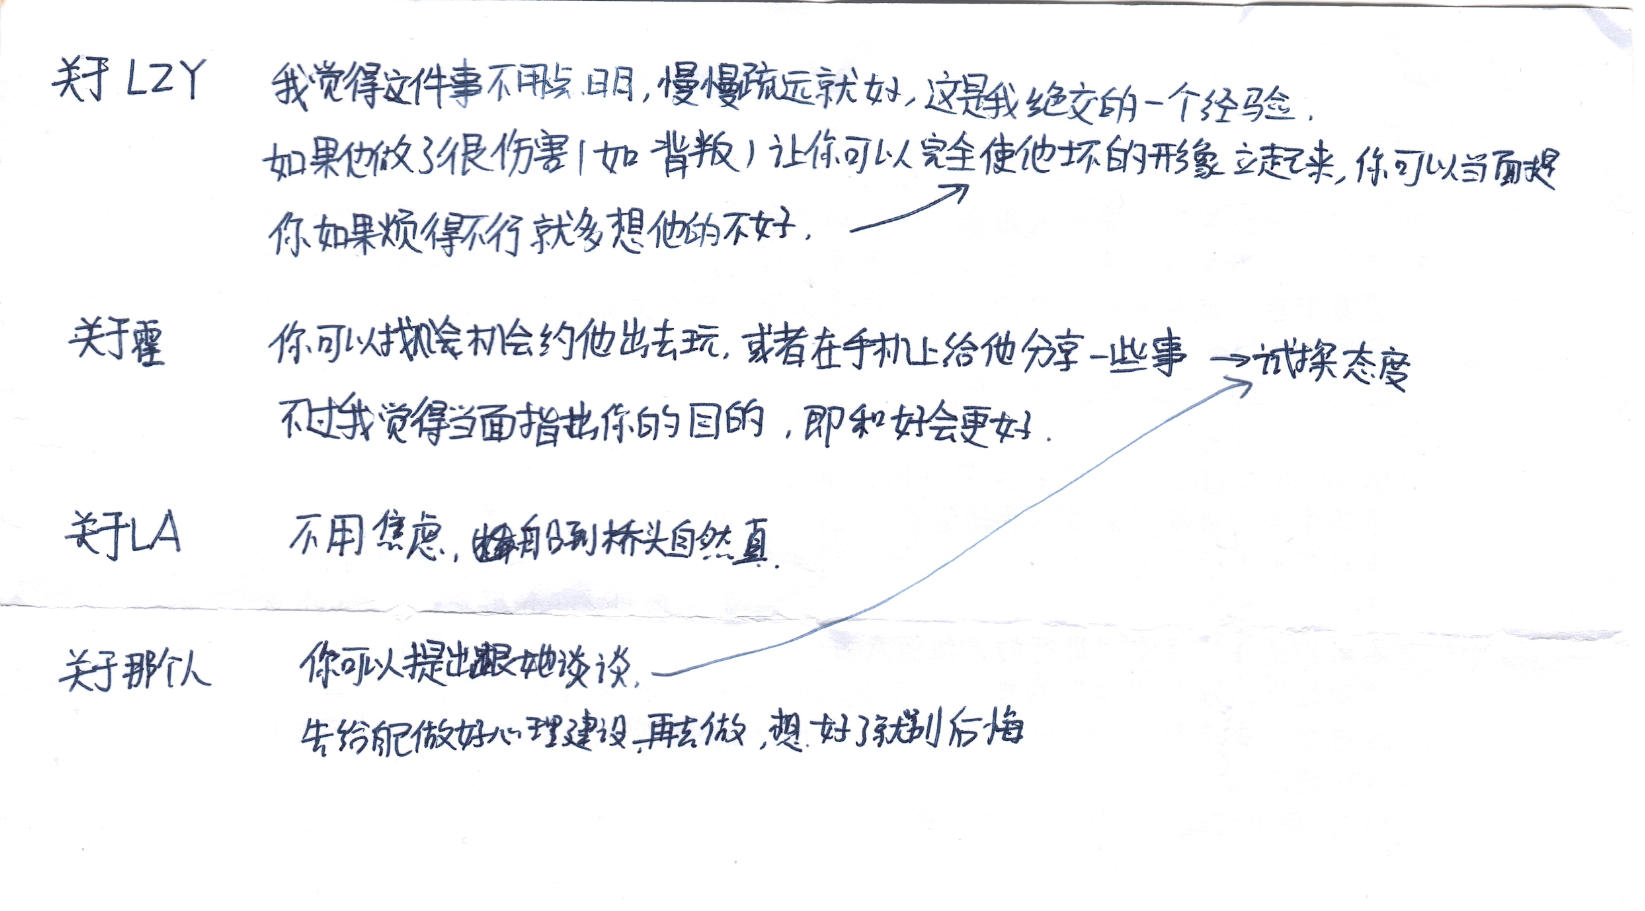 关于LZY 我觉得这件事不用点明,慢慢疏远就好,这是我绝交的一个经验.
如果他做了很伤害(如背叛)让你可以完全使他坏的形象立起来,你可以当面提
你如果烦得不行就多想他的不好. →
关于霍 你可以找机会约他出去玩,或者在手机上给他分享一些事 →试探态度
不过我觉得当面指出你的目的,即和好会更好.
关于LA 不用焦虑,船到桥头自然直.
关于那个人 你可以提出跟她谈谈.
先给自己做好心理建设,再去做,想好了就别后悔